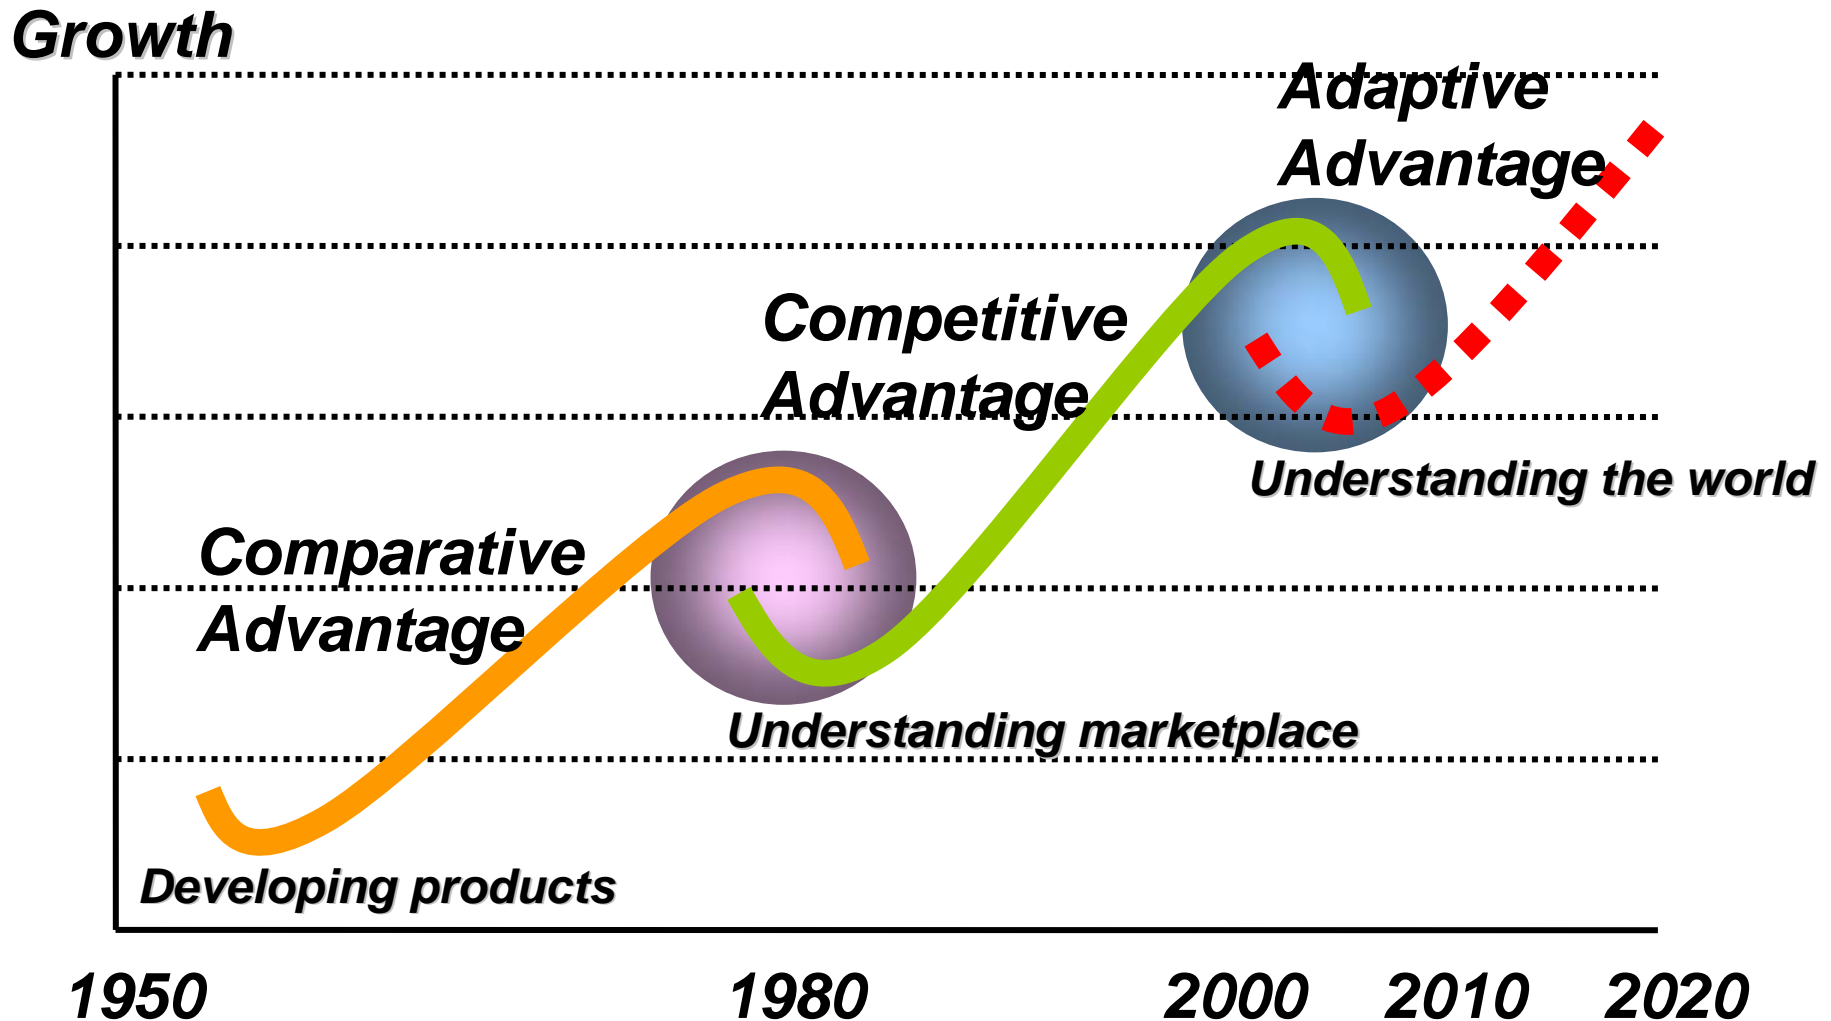 Growth
Adaptive
Advantage
Competitive
Advantage
Understanding the world
Comparative
Advantage
Understanding marketplace
Developing products
1950
1980
2000
2010
2020